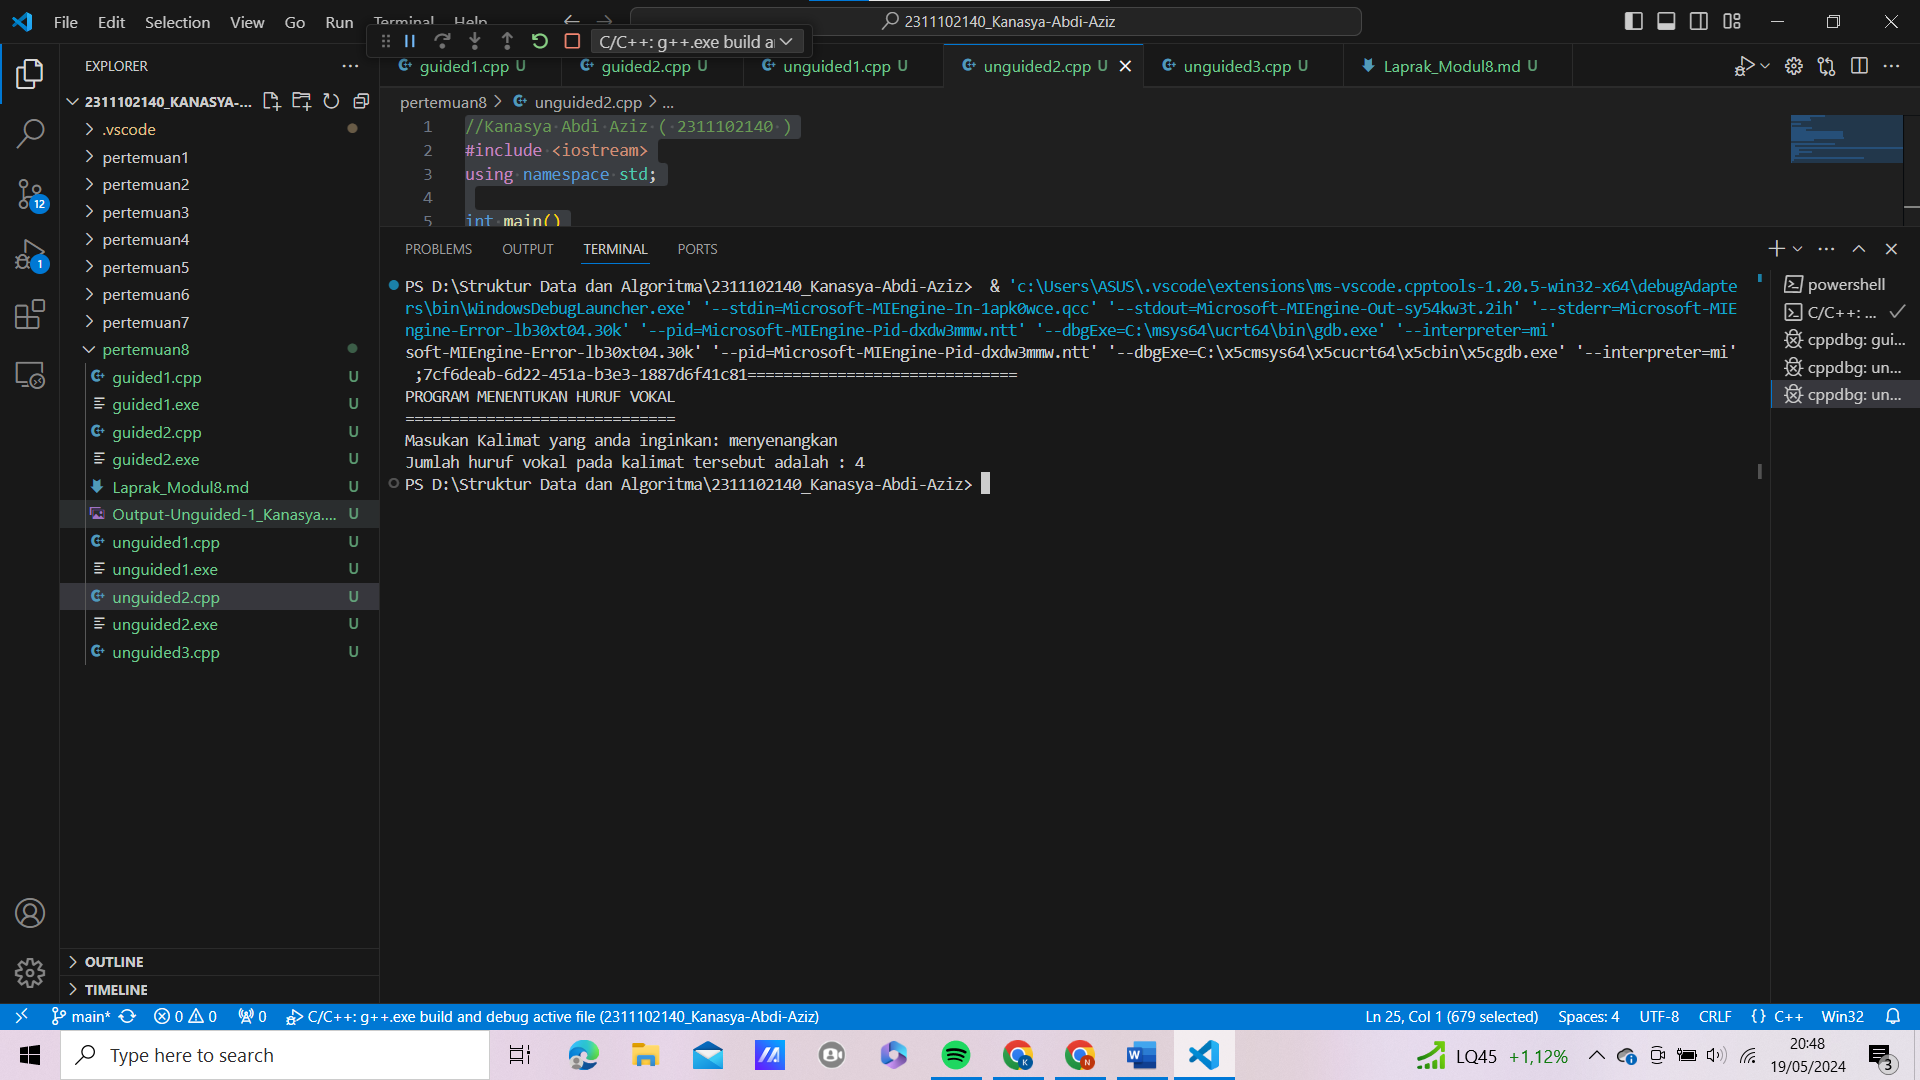 File Edit Selection View Go Run Terminal Help
2311102140_Kanasya-Abdi-Aziz
C/C++: g++.exe build a
EXPLORER
2311102140_KANASYA-...
.vscode
pertemuan1
pertemuan2
pertemuan3
pertemuan4
pertemuan5
pertemuan6
pertemuan7
pertemuan8
guided1.cpp U
guided1.exe U
guided2.cpp U
guided2.exe U
Laprak_Modul8.md U
Output-Unguided-1_Kanasya.... U
unguided1.cpp U
unguided1.exe U
unguided2.cpp U
unguided2.exe U
unguided3.cpp U
OUTLINE
TIMELINE
12
1
guided1.cpp U guided2.cpp U unguided1.cpp U unguided2.cpp U unguided3.cpp U Laprak_Modul8.md U
pertemuan8 > unguided2.cpp > ...
1 //Kanasya Abdi Aziz ( 2311102140 )
2 #include <iostream>
3 using namespace std;
4
5 int main()
PROBLEMS OUTPUT TERMINAL PORTS
PS D:\Struktur Data dan Algoritma\2311102140_Kanasya-Abdi-Aziz> & 'c:\Users\ASUS\.vscode\extensions\ms-vscode.cpptools-1.20.5-win32-x64\debugAdapte
rs\bin\WindowsDebugLauncher.exe' '--stdin=Microsoft-MIEngine-In-1apk0wce.qcc' '--stdout=Microsoft-MIEngine-Out-sy54kw3t.2ih' '--stderr=Microsoft-MIE
ngine-Error-lb30xt04.30k' '--pid=Microsoft-MIEngine-Pid-dxdw3mmw.ntt' '--dbgExe=C:\msys64\ucrt64\bin\gdb.exe' '--interpreter=mi'
soft-MIEngine-Error-lb30xt04.30k' '--pid=Microsoft-MIEngine-Pid-dxdw3mmw.ntt' '--dbgExe=C:\x5cmsys64\x5cucrt64\x5cbin\x5cgdb.exe' '--interpreter=mi'
;7cf6deab-6d22-451a-b3e3-1887d6f41c81==============================
PROGRAM MENENTUKAN HURUF VOKAL
==============================
Masukan Kalimat yang anda inginkan: menyenangkan
Jumlah huruf vokal pada kalimat tersebut adalah : 4
PS D:\Struktur Data dan Algoritma\2311102140_Kanasya-Abdi-Aziz>
powershell
C/C++: ...
cppdbg: gui...
cppdbg: un...
cppdbg: un...
main* 0 0 0 C/C++: g++.exe build and debug active file (2311102140_Kanasya-Abdi-Aziz) Ln 25, Col 1 (679 selected) Spaces: 4 UTF-8 CRLF {} C++ Win32
Type here to search
LQ45 +1,12%
20:48
19/05/2024
3